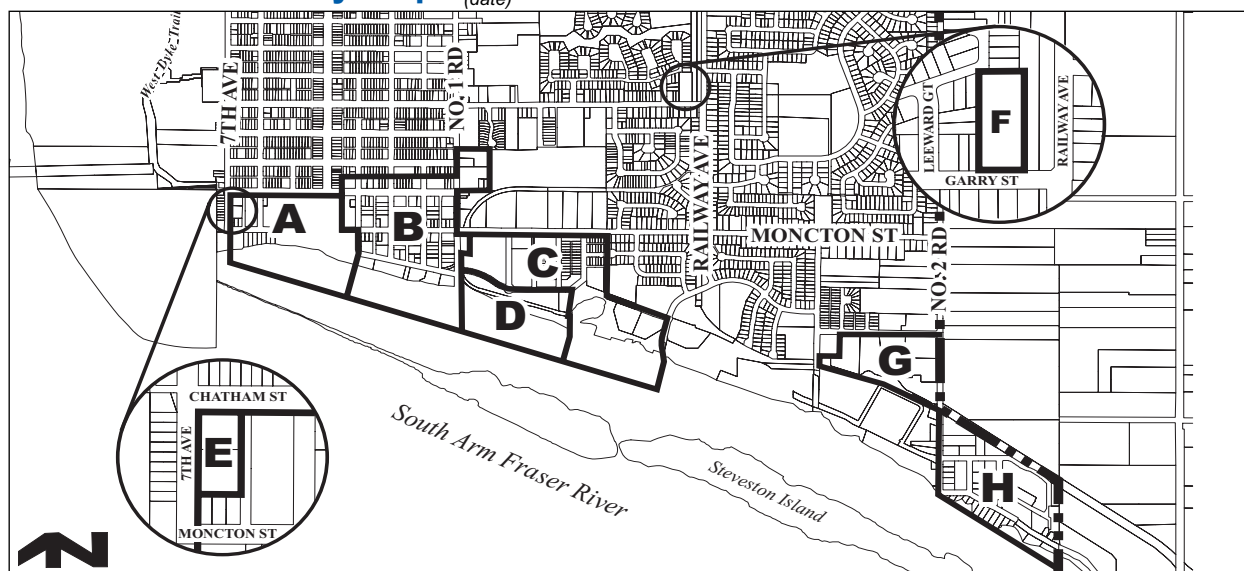 (date)
West Dyke Trail
7TH AVE
NO. 1 RD
LEEWARD GT
F
RAILWAY AVE
GARRY ST
A
B
RAILWAY AVE
MONCTON ST
C
NO. 2 RD
D
G
CHATHAM ST
7TH AVE
E
MONCTON ST
South Arm Fraser River
Steveston Island
H
N